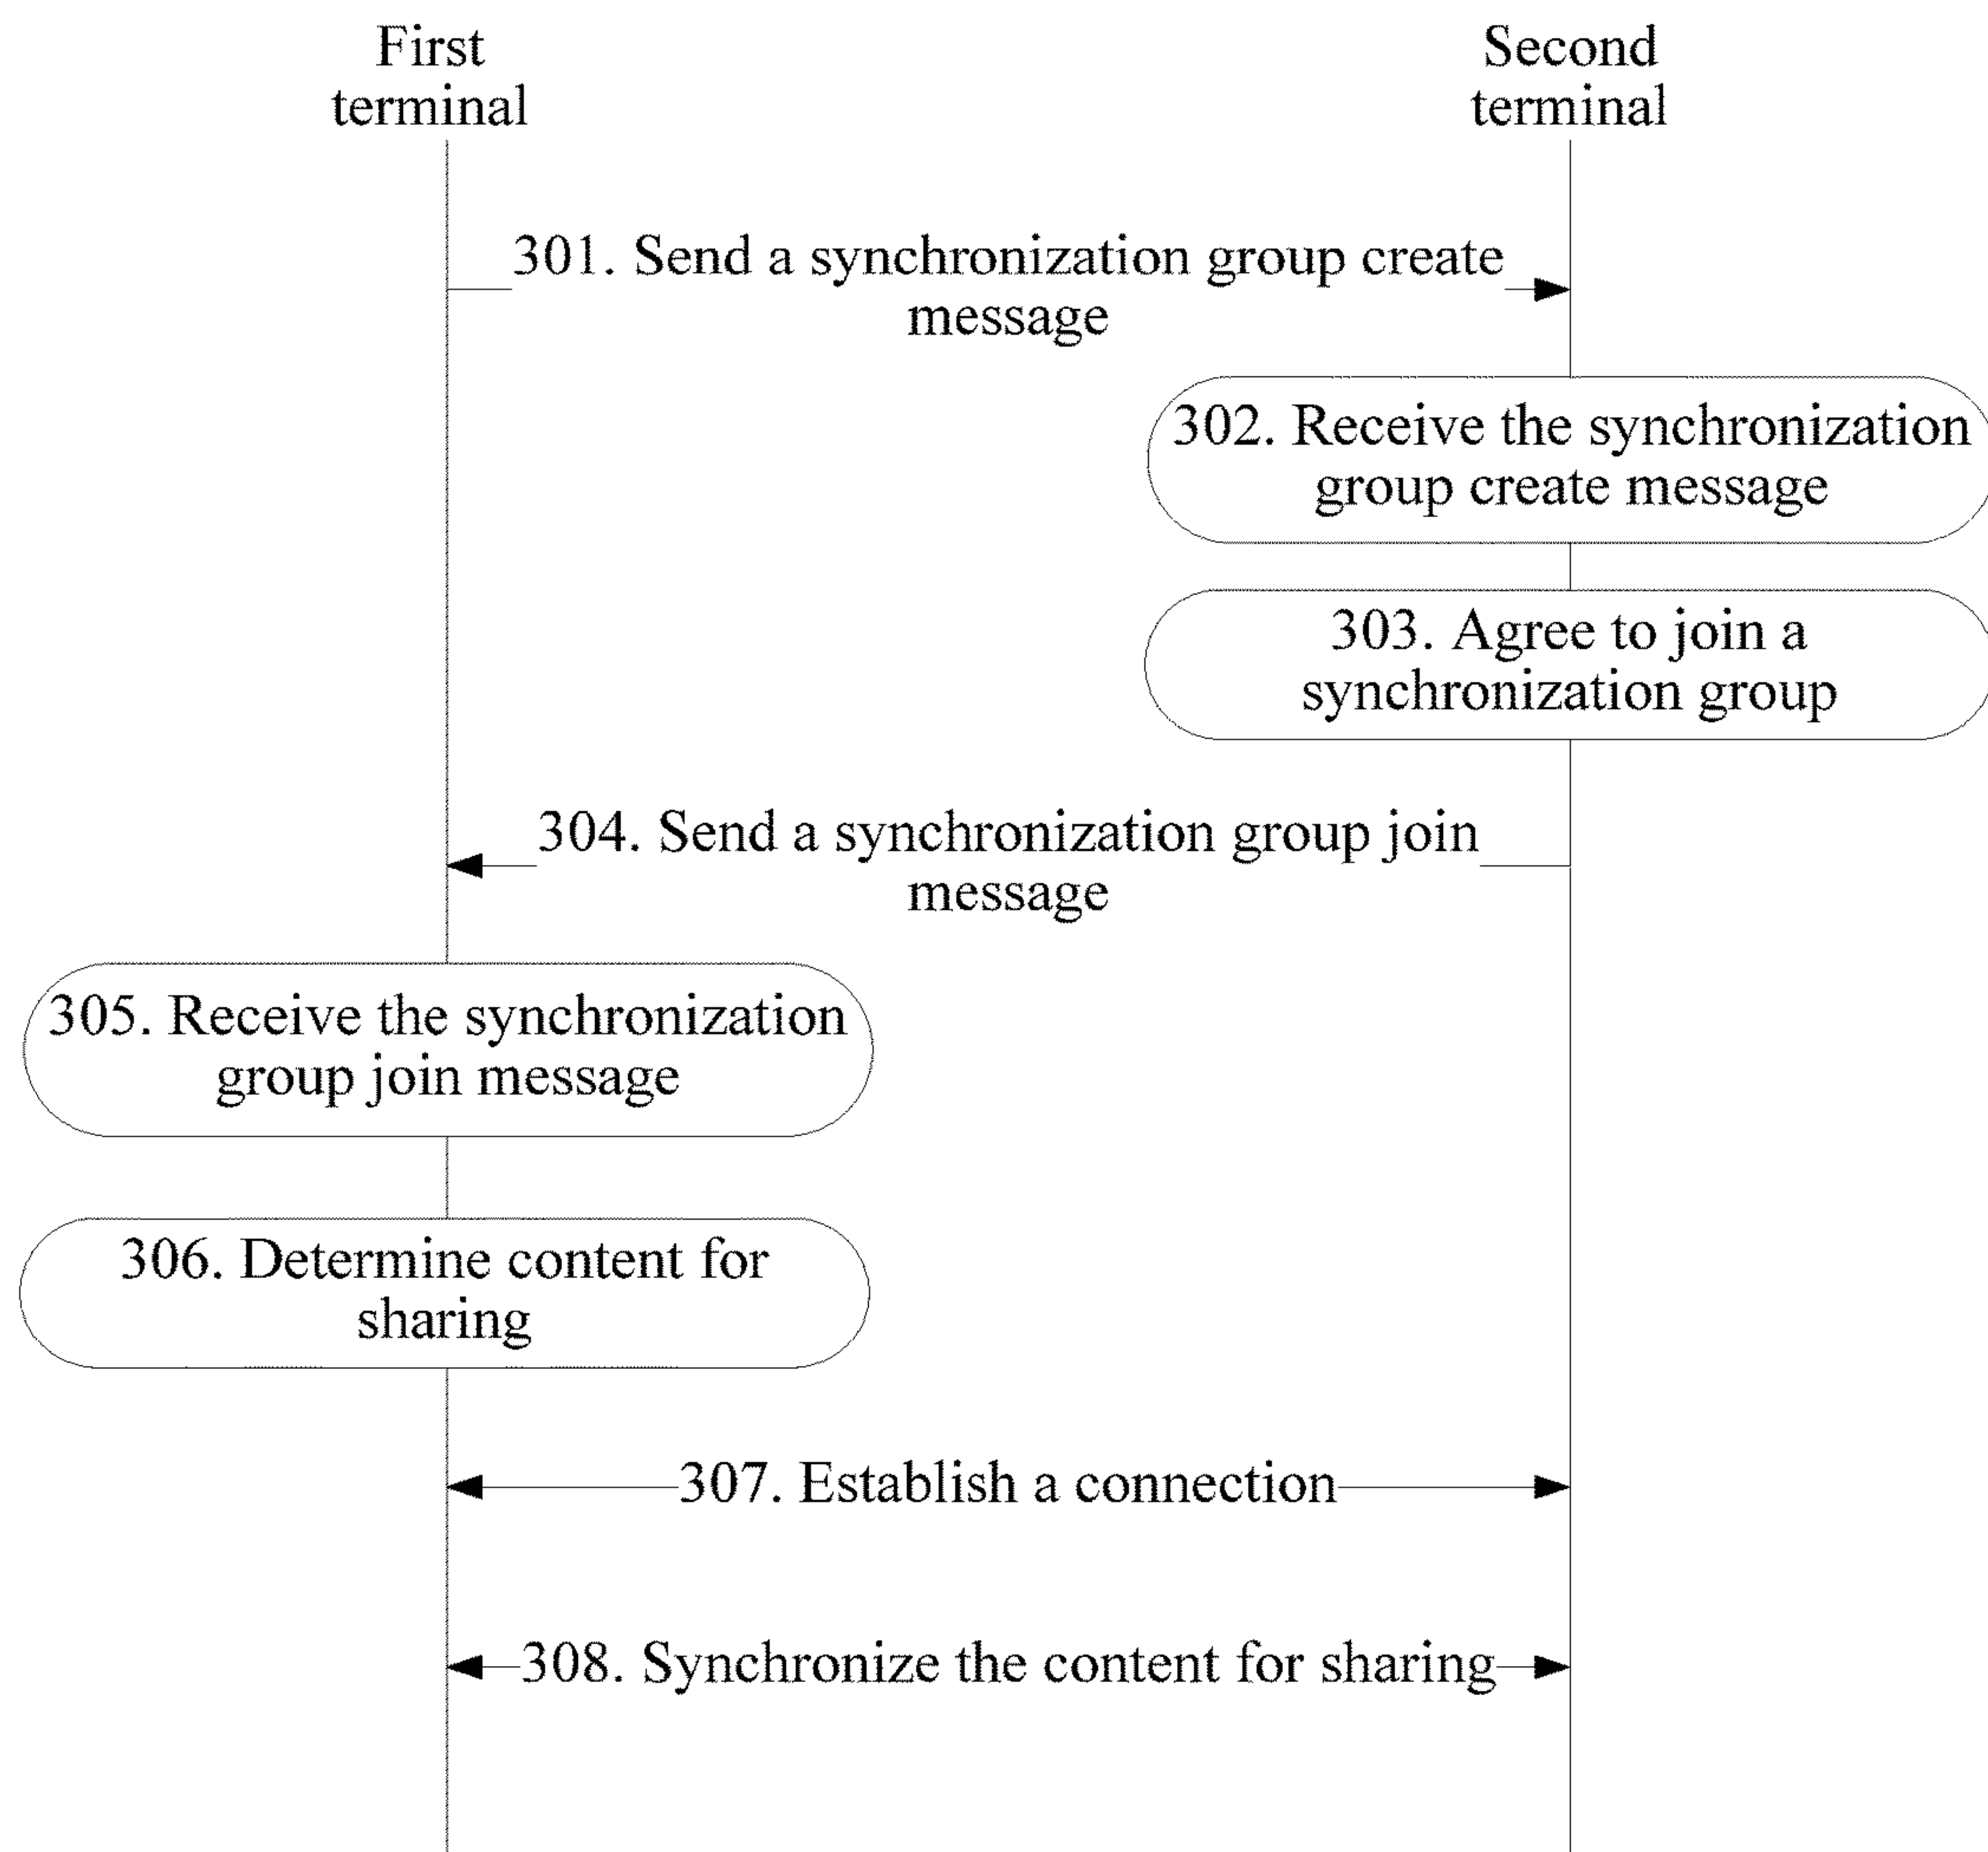 First
terminal
Second
terminal
301. Send a synchronization group create
message
302. Receive the synchronization
group create message
303. Agree to join a
synchronization group
304. Send a synchronization group join
message
305. Receive the synchronization
group join message
306. Determine content for
sharing
307. Establish a connection
308. Synchronize the content for sharing